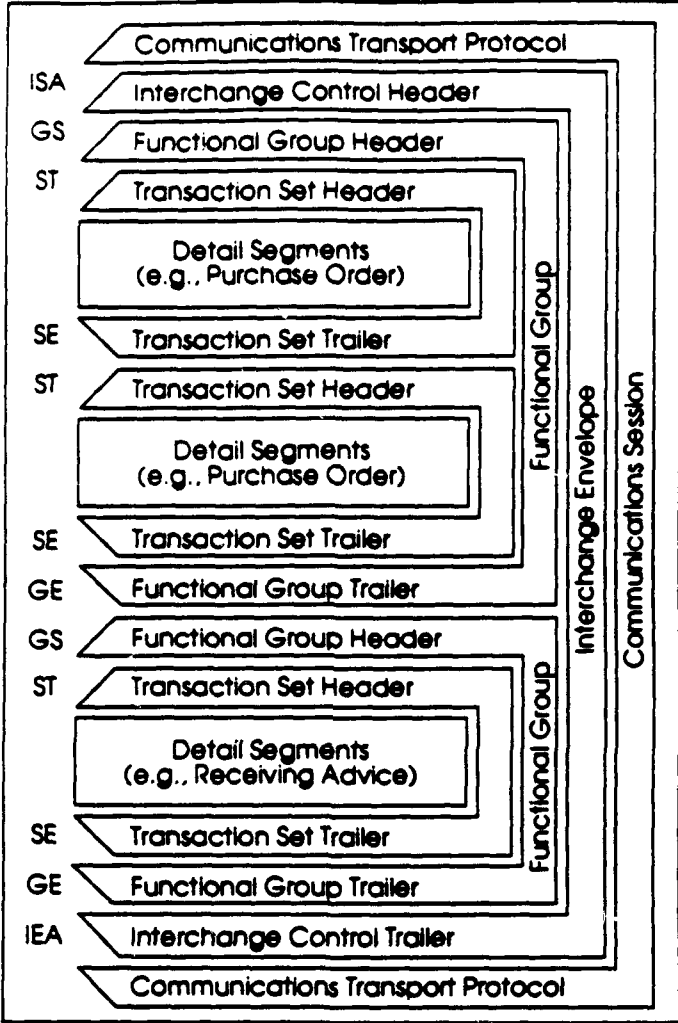 Communications Transport Protocol
ISA Interchange Control Header
GS Functional Group Header
ST Transaction Set Header
Detail Segments
(e.g., Purchase Order)
SE Transaction Set Trailer
ST Transaction Set Header
Detail Segments
(e.g., Purchase Order)
SE Transaction Set Trailer
GE Functional Group Trailer
GS Functional Group Header
ST Transaction Set Header
Detail Segments
(e.g., Receiving Advice)
SE Transaction Set Trailer
GE Functional Group Trailer
IEA Interchange Control Trailer
Communications Transport Protocol
Functional Group
Functional Group
Interchange Envelope
Communications Session